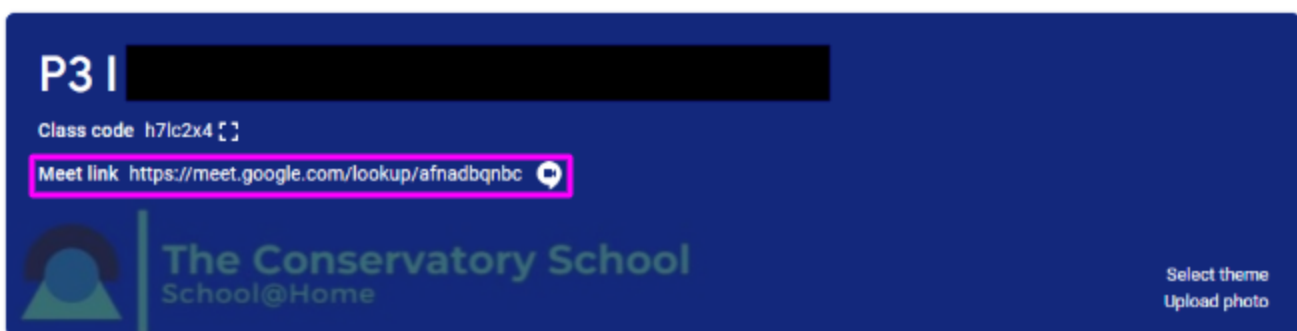 P3 |
Class code h7lc2x4
Meet link https://meet.google.com/lookup/afnadbqnbc
The Conservatory School
School@Home
Select theme
Upload photo